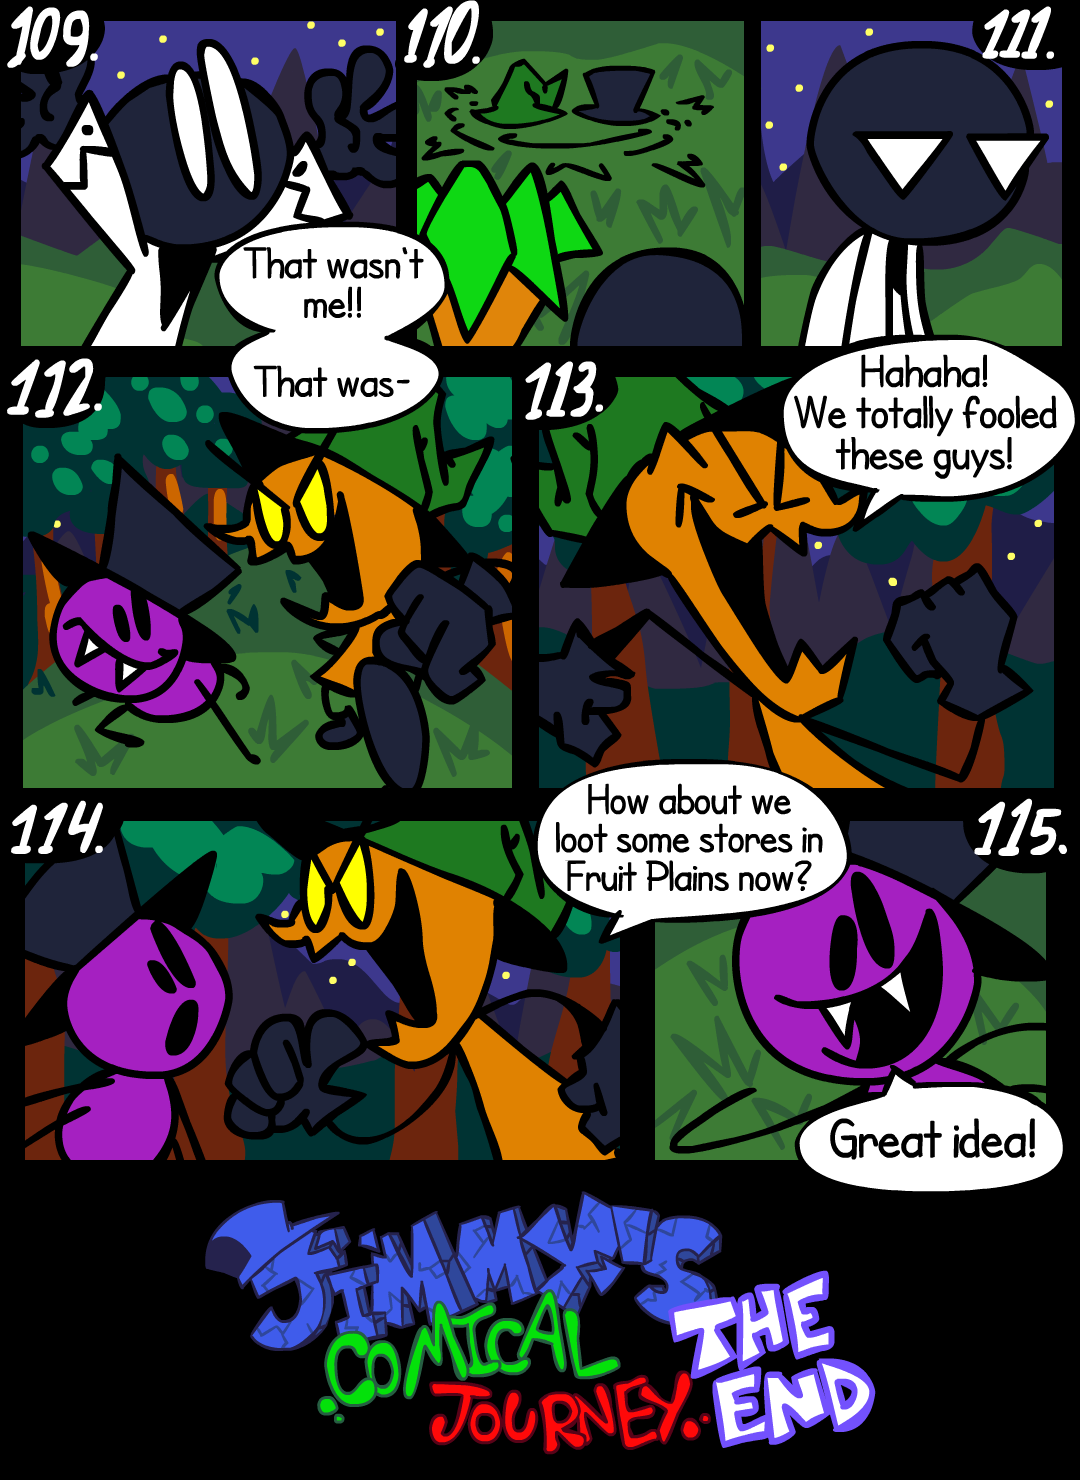 109.
110.
111.
That wasn't
me!!
That was-
112.
113.
Hahaha!
We totally fooled
these guys!
114.
How about we
loot some stores in
Fruit Plains now?
115.
Great idea!
JIMMY'S
COMICAL
JOURNEY.
THE
END